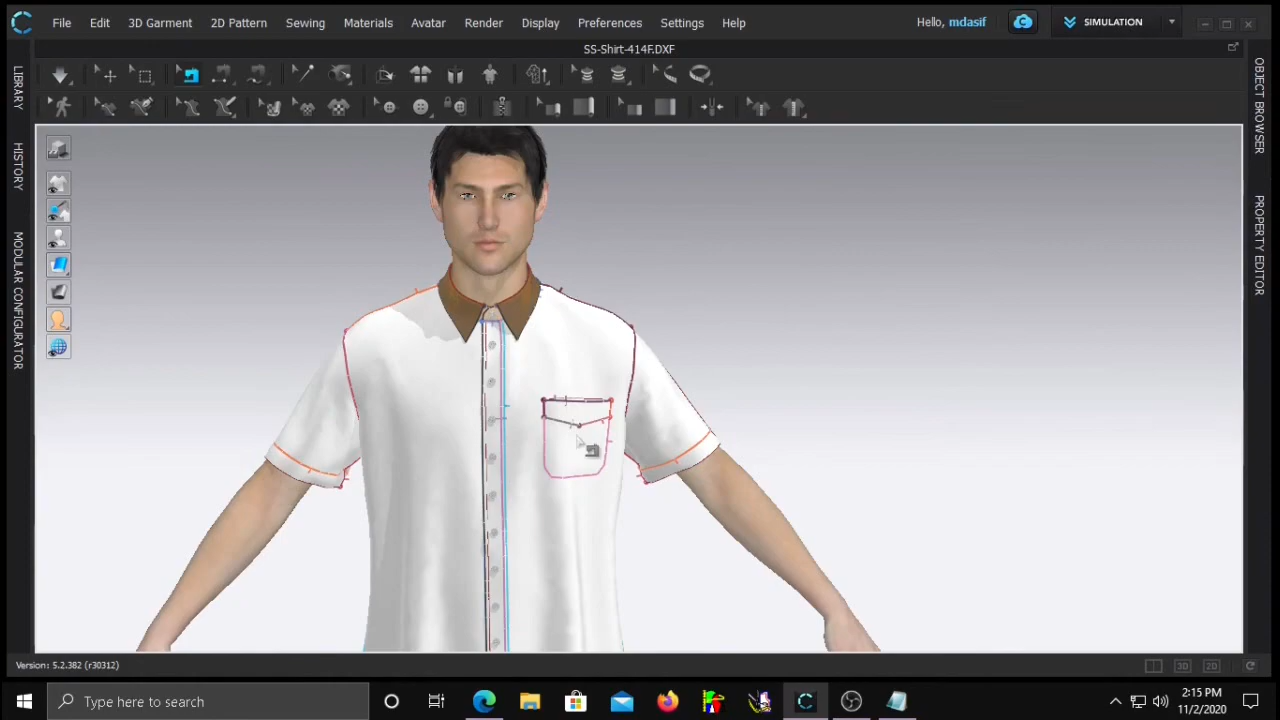 File Edit 3D Garment 2D Pattern Sewing Materials Avatar Render Display Preferences Settings Help Hello, mdasif SIMULATION
SS-Shirt-414F.DXF
LIBRARY
HISTORY
MODULAR CONFIGURATOR
OBJECT BROWSER
PROPERTY EDITOR
Version: 5.2.382 (r30312) 3D 2D
Type here to search
2:15 PM
11/2/2020